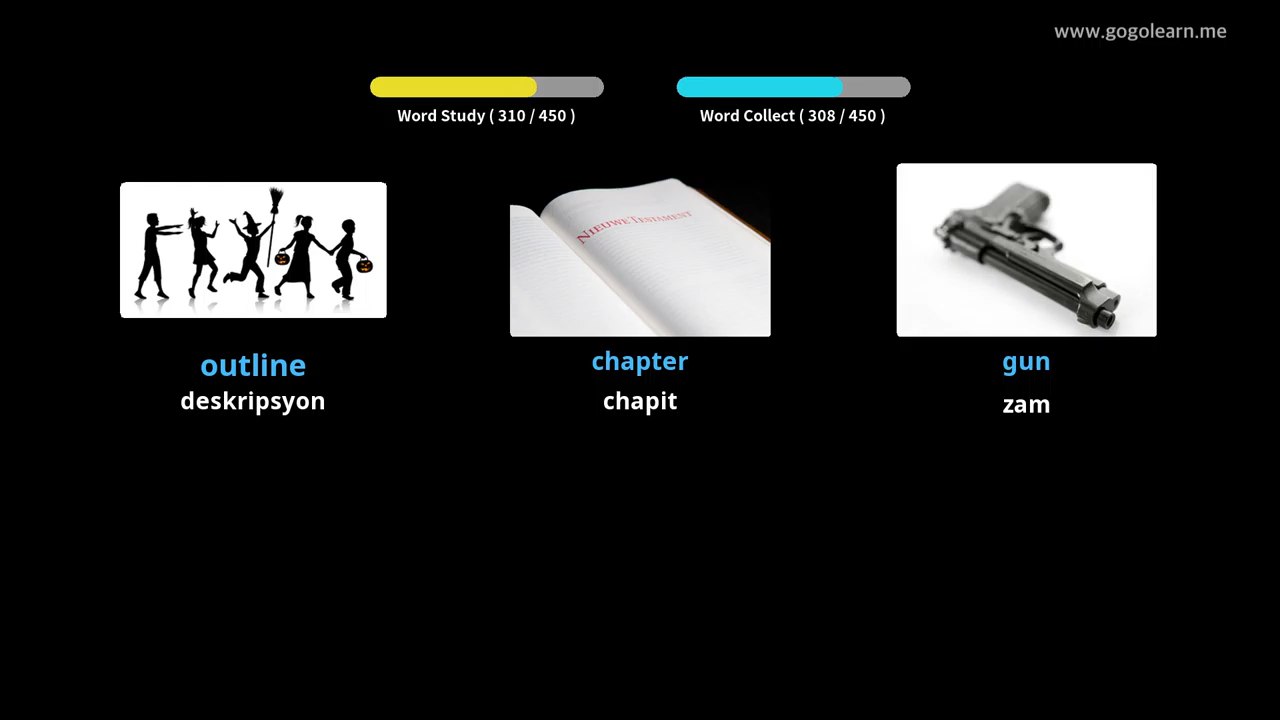 www.gogolearn.me
Word Study ( 310 / 450 )
Word Collect ( 308 / 450 )
NIEUWE TESTAMENT
outline
chapter
gun
deskripsyon
chapit
zam